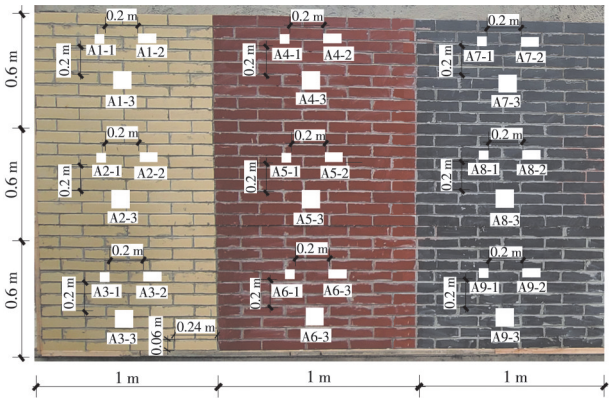 0.2 m 0.2 m 0.2 m
A1-1 A1-2 A4-1 A4-2 A7-1 A7-2
0.2 m 0.2 m 0.2 m
0.6 m
A1-3 A4-3 A7-3
0.2 m 0.2 m 0.2 m
A2-1 A2-2 A5-1 A5-2 A8-1 A8-2
0.2 m 0.2 m 0.2 m
0.6 m
A2-3 A5-3 A8-3
0.2 m 0.2 m 0.2 m
A3-1 A3-2 A6-1 A6-3 A9-1 A9-2
0.2 m 0.2 m 0.2 m
0.6 m
0.24 m
0.06 m
A3-3 A6-3 A9-3
1 m 1 m 1 m